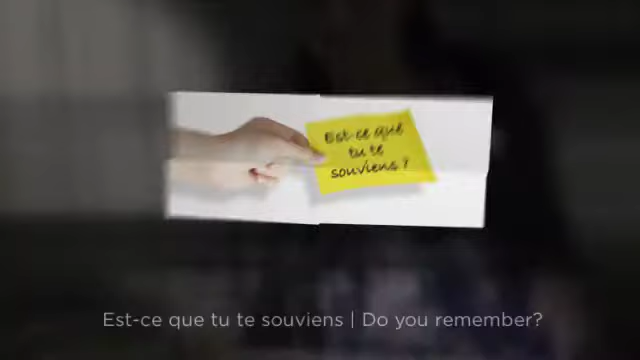 Est-ce que
tu te
souviens ?
Est-ce que tu te souviens | Do you remember?